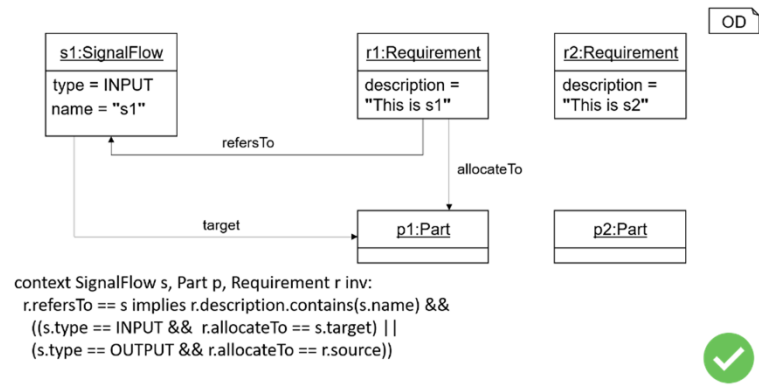 OD
s1:SignalFlow
type = INPUT
name = "s1"
r1:Requirement
description =
"This is s1"
r2:Requirement
description =
"This is s2"
refersTo
allocateTo
target
p1:Part
p2:Part
context SignalFlow s, Part p, Requirement r inv:
r.refersTo == s implies r.description.contains(s.name) &&
((s.type == INPUT && r.allocateTo == s.target) ||
(s.type == OUTPUT && r.allocateTo == r.source))